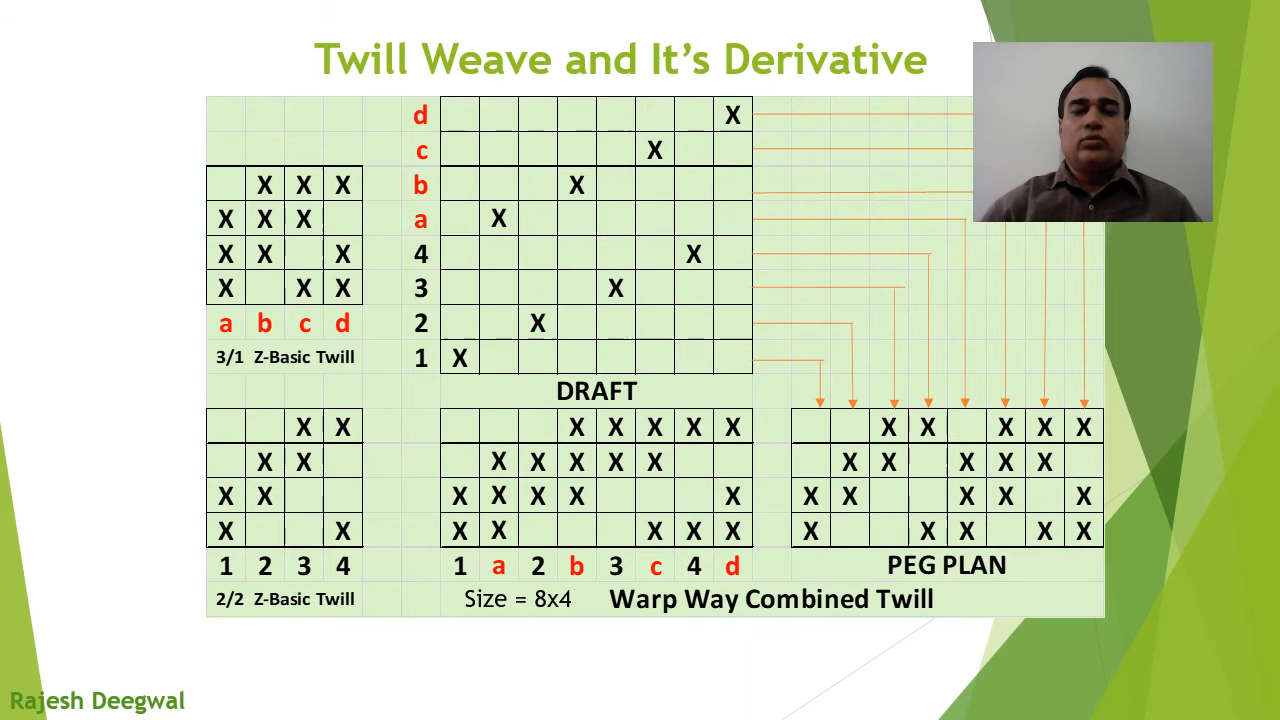 Twill Weave and It's Derivative
d X
c X
X X X b X
X X X a X
X X X 4 X
X X X 3 X
a b c d 2 X
3/1 Z-Basic Twill 1 X
DRAFT
X X X X X X X X X X X X
X X X X X X X X X X X X
X X X X X X X X X X X X
X X X X X X X X X X X X
1 2 3 4 1 a 2 b 3 c 4 d PEG PLAN
2/2 Z-Basic Twill Size = 8x4 Warp Way Combined Twill
Rajesh Deegwal